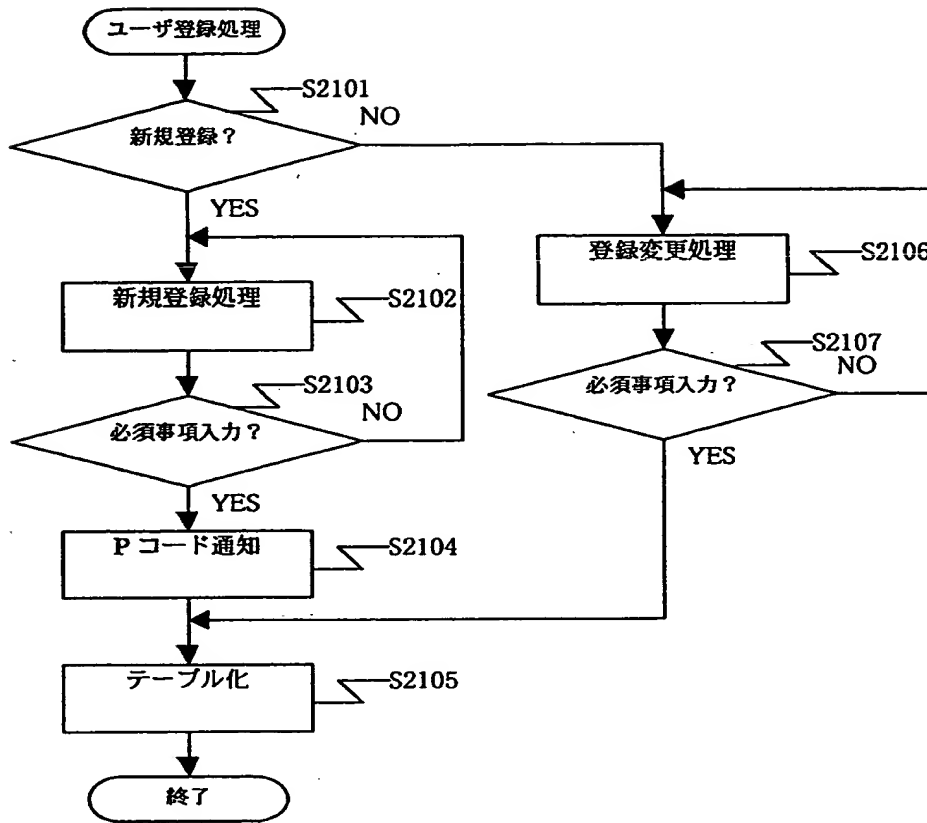 ユーザ登録処理
S2101
新規登録？
NO
YES
新規登録処理
S2102
S2103
必須事項入力？
NO
YES
Pコード通知
S2104
テーブル化
S2105
終了
登録変更処理
S2106
S2107
必須事項入力？
NO
YES